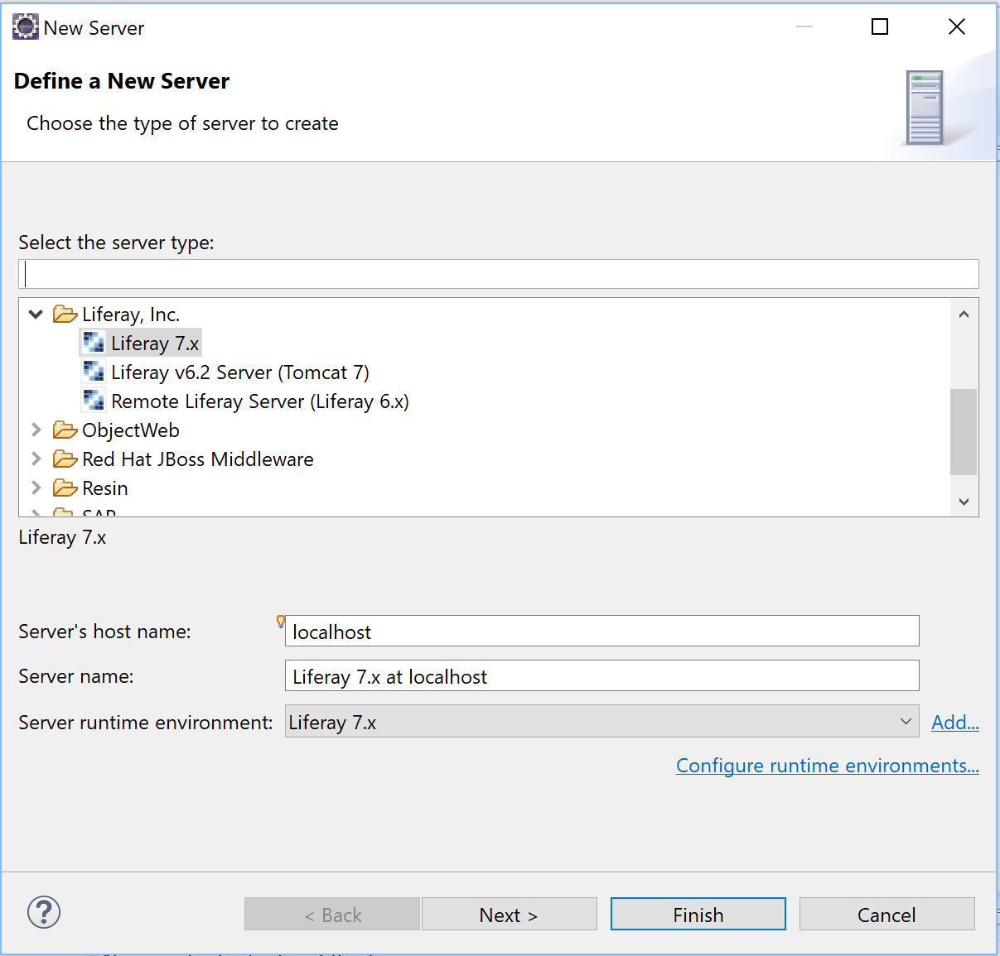 New Server
Define a New Server
Choose the type of server to create
Select the server type:
Liferay, Inc.
Liferay 7.x
Liferay v6.2 Server (Tomcat 7)
Remote Liferay Server (Liferay 6.x)
ObjectWeb
Red Hat JBoss Middleware
Resin
SAP
Liferay 7.x
Server's host name: localhost
Server name: Liferay 7.x at localhost
Server runtime environment: Liferay 7.x Add...
Configure runtime environments...
? < Back Next > Finish Cancel